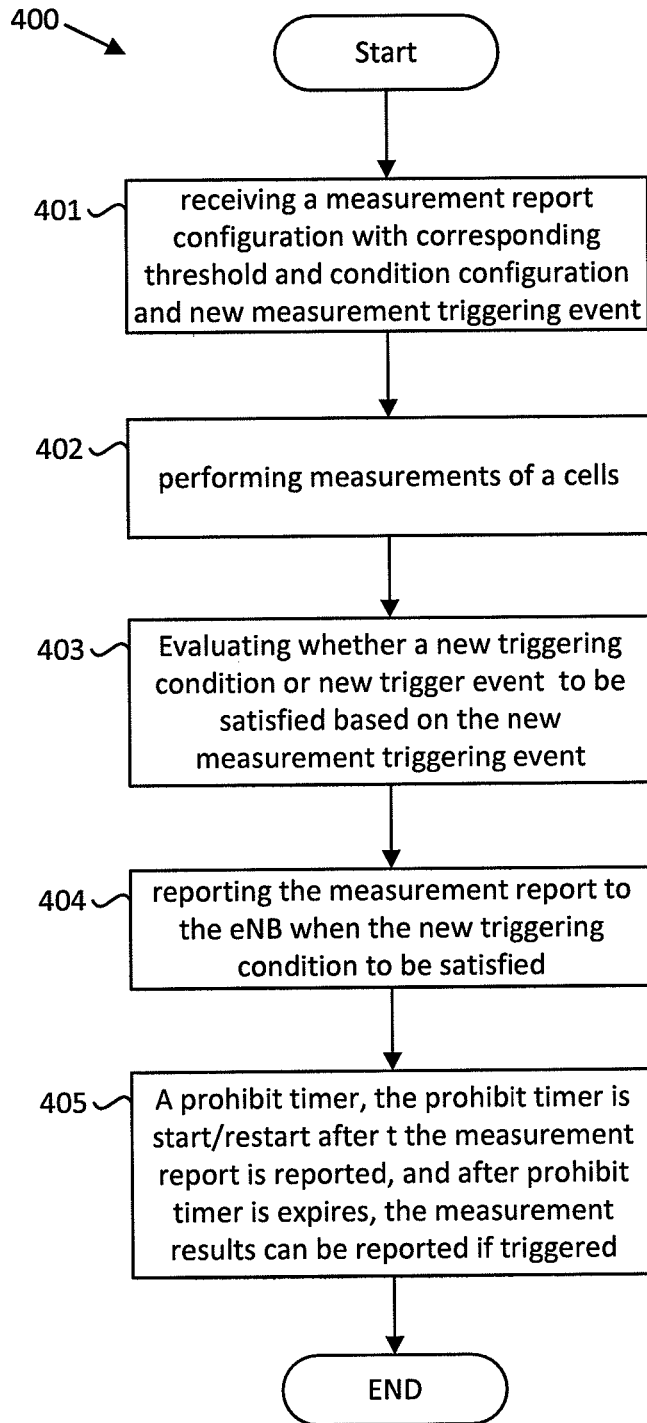 400
Start
401
receiving a measurement report
configuration with corresponding
threshold and condition configuration
and new measurement triggering event
402
performing measurements of a cells
403
Evaluating whether a new triggering
condition or new trigger event to be
satisfied based on the new
measurement triggering event
404
reporting the measurement report to
the eNB when the new triggering
condition to be satisfied
405
A prohibit timer, the prohibit timer is
start/restart after t the measurement
report is reported, and after prohibit
timer is expires, the measurement
results can be reported if triggered
END